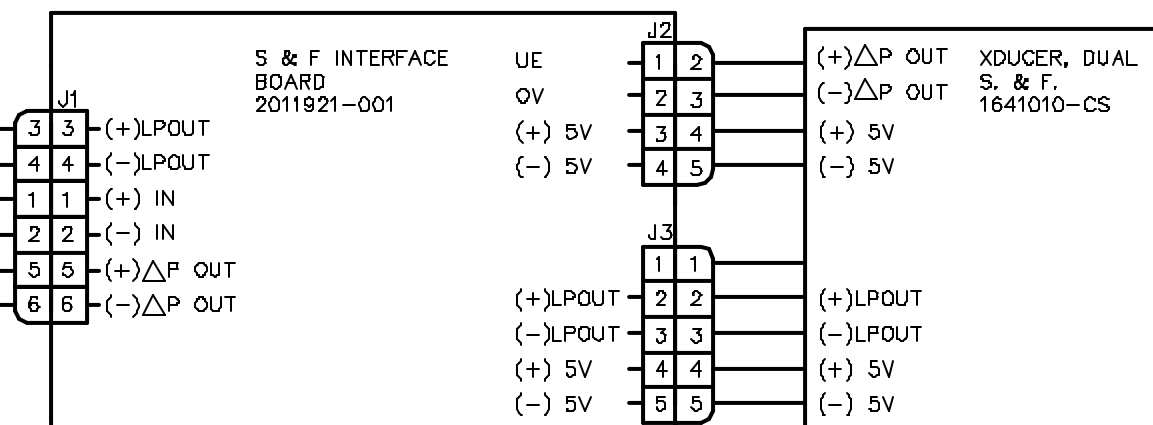 S & F INTERFACE
BOARD
2011921-001
J1
3 3 (+)LPOUT
4 4 (-)LPOUT
1 1 (+) IN
2 2 (-) IN
5 5 (+)△P OUT
6 6 (-)△P OUT
J2
UE 1 2 (+)△P OUT
OV 2 3 (-}△P OUT
(+) 5V 3 4 (+) 5V
{-) 5V 4 5 (-} 5V
XDUCER, DUAL
S. & F.
1641010-CS
J3
1 1
(+)LPOUT 2 2 (+)LPOUT
(-)LPOUT 3 3 (-)LPOUT
(+) 5V 4 4 (+) 5V
(-) 5V 5 5 (-) 5V